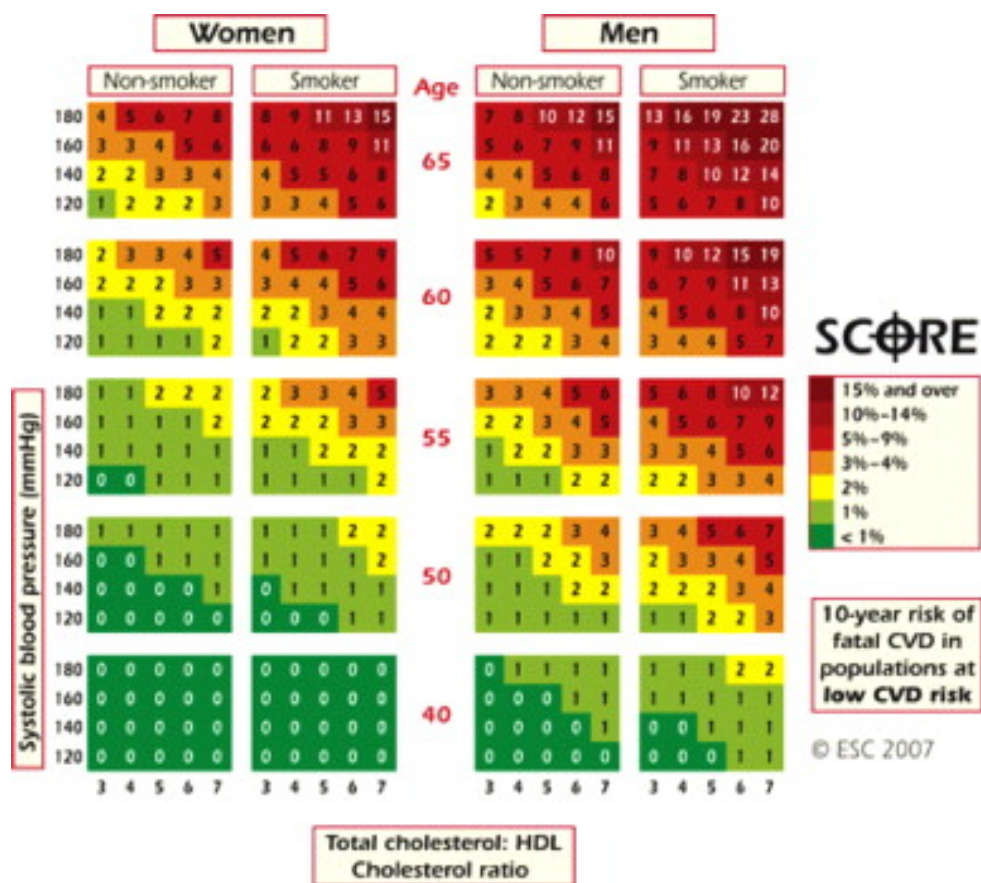 Women Men
Non-smoker Smoker Age Non-smoker Smoker
180 4 5 6 7 8 8 9 11 13 15 7 8 10 12 15 13 16 19 23 28
160 3 3 4 5 6 6 6 8 9 11 5 6 7 9 11 9 11 13 16 20
65
140 2 2 3 3 4 4 5 5 6 8 4 4 5 6 8 7 8 10 12 14
120 1 2 2 2 3 3 3 4 5 6 2 3 4 4 6 5 6 7 8 10
180 2 3 3 4 5 4 5 6 7 9 5 5 7 8 10 9 10 12 15 19
160 2 2 2 3 3 3 4 4 5 6 3 4 5 6 7 6 7 9 11 13
60
140 1 1 2 2 2 2 2 3 4 4 2 3 3 4 5 4 5 6 8 10
120 1 1 1 1 2 1 2 2 3 3 2 2 2 3 4 3 4 4 5 7
180 1 1 2 2 2 2 3 3 4 5 3 3 4 5 6 5 6 8 10 12
160 1 1 1 1 2 2 2 2 3 3 2 2 3 4 5 4 5 6 7 9
55
140 1 1 1 1 1 1 1 2 2 2 1 2 2 3 3 3 3 4 5 6
120 0 0 1 1 1 1 1 1 1 2 1 1 1 2 2 2 2 3 3 4
180 1 1 1 1 1 1 1 1 2 2 2 2 2 3 4 3 4 5 6 7
160 0 0 1 1 1 1 1 1 1 2 1 1 2 2 3 2 3 3 4 5
50
140 0 0 0 0 1 0 1 1 1 1 1 1 1 2 2 2 2 2 3 4
120 0 0 0 0 0 0 0 0 1 1 1 1 1 1 1 1 1 2 2 3
180 0 0 0 0 0 0 0 0 0 0 0 1 1 1 1 1 1 1 2 2
160 0 0 0 0 0 0 0 0 0 0 0 0 0 1 1 1 1 1 1 1
40
140 0 0 0 0 0 0 0 0 0 0 0 0 0 0 1 0 0 1 1 1
120 0 0 0 0 0 0 0 0 0 0 0 0 0 0 0 0 0 0 1 1
3 4 5 6 7 3 4 5 6 7 3 4 5 6 7 3 4 5 6 7
Systolic blood pressure (mmHg)
Total cholesterol: HDL
Cholesterol ratio
SCORE
15% and over
10%–14%
5%–9%
3%–4%
2%
1%
< 1%
10-year risk of
fatal CVD in
populations at
low CVD risk
© ESC 2007